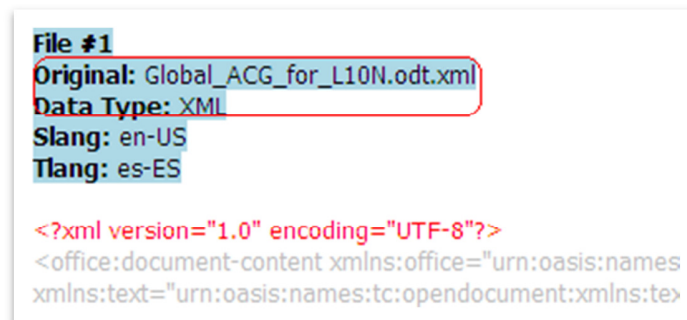 File #1
Original: Global_ACG_for_L10N.odt.xml
Data Type: XML
Slang: en-US
Tlang: es-ES
<?xml version="1.0" encoding="UTF-8"?>
<office:document-content xmlns:office="urn:oasis:names
xmlns:text="urn:oasis:names:tc:opendocument:xmlns:tex